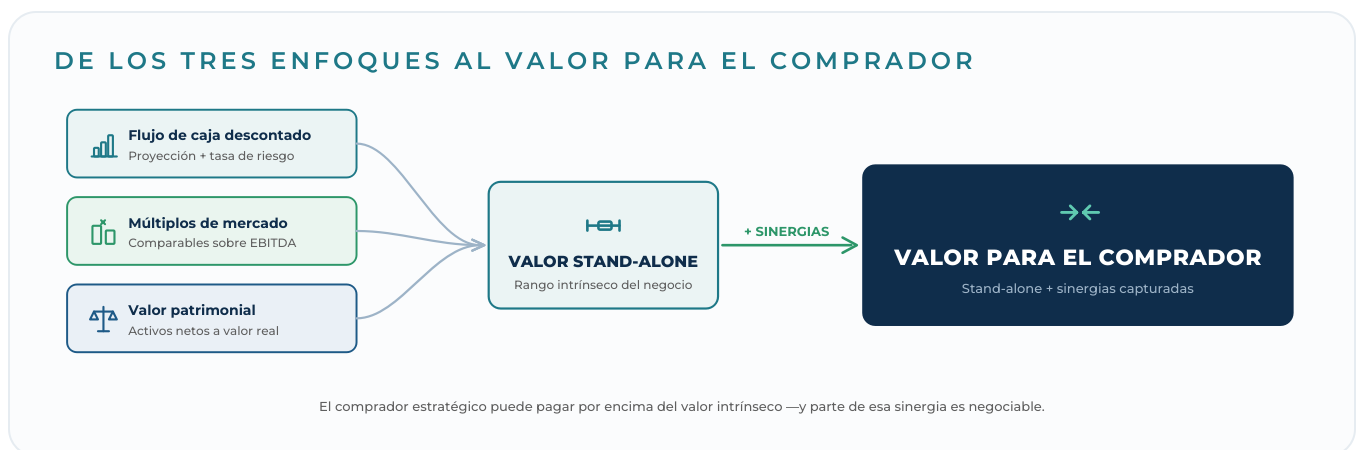 DE LOS TRES ENFOQUES AL VALOR PARA EL COMPRADOR
Flujo de caja descontado
Proyección + tasa de riesgo
Múltiplos de mercado
Comparables sobre EBITDA
Valor patrimonial
Activos netos a valor real
VALOR STAND-ALONE
Rango intrínseco del negocio
+ SINERGIAS
VALOR PARA EL COMPRADOR
Stand-alone + sinergias capturadas
El comprador estratégico puede pagar por encima del valor intrínseco —y parte de esa sinergia es negociable.